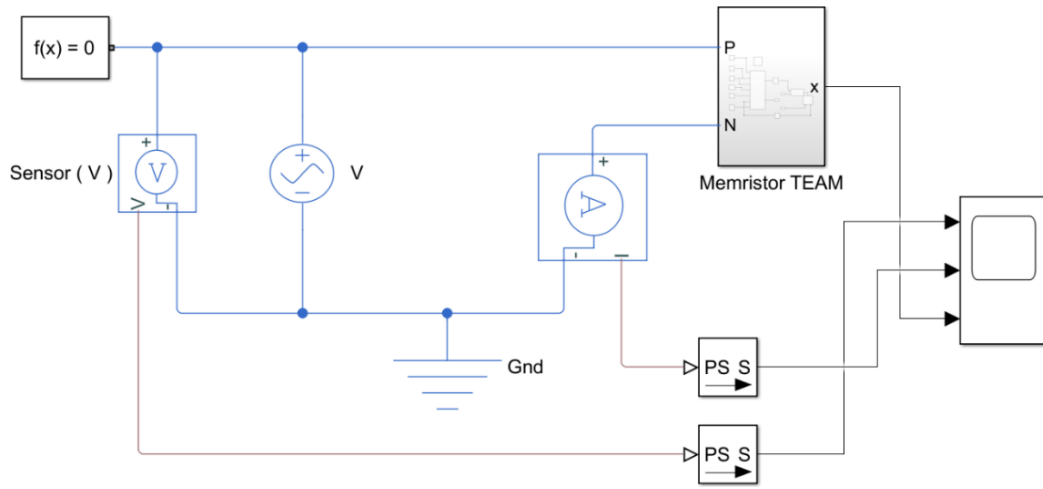 f(x) = 0
P
x
N
+
V
-
V
Sensor ( V )
+
V
+
A
-
I
Memristor TEAM
Gnd
PS S
PS S